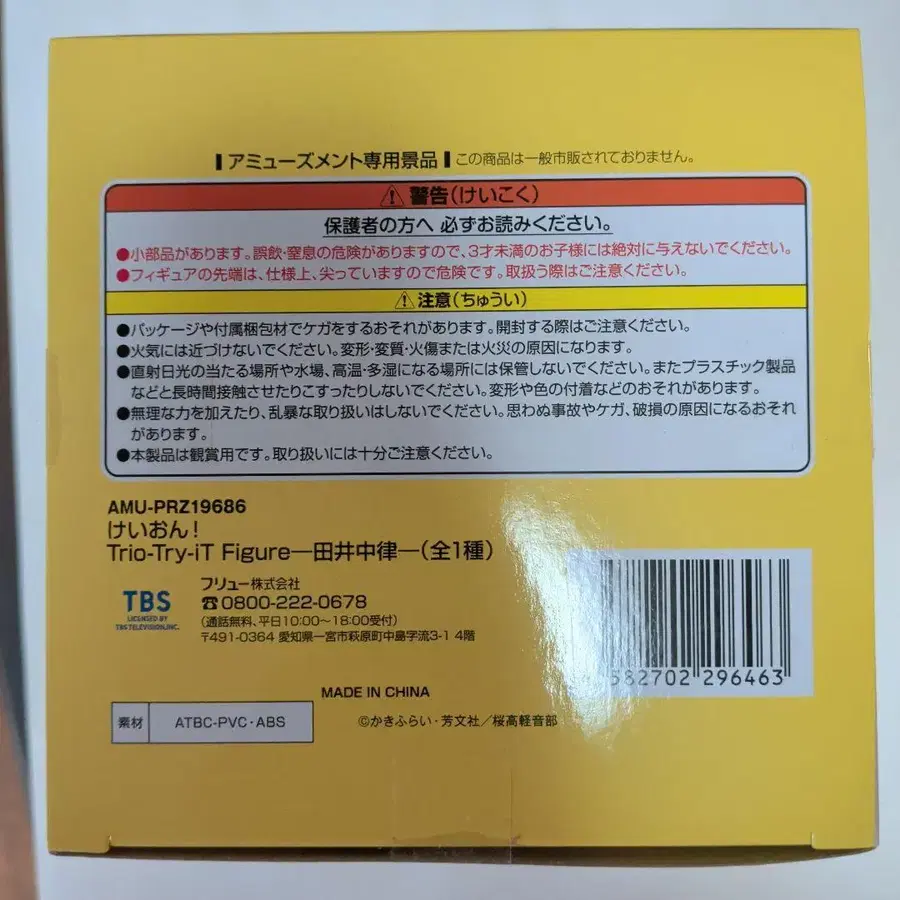 アミューズメント専用景品 この商品は一般市販されておりません。
警告(けいこく)
保護者の方へ 必ずお読みください。
●小部品があります。誤飲・窒息の危険がありますので、3才未満のお子様には絶対に与えないでください。
●フィギュアの先端は、仕様上、尖っていますので危険です。取扱う際はご注意ください。
注意(ちゅうい)
●パッケージや付属梱包材でケガをするおそれがあります。開封する際はご注意ください。
●火気には近づけないでください。変形・変質・火傷または火災の原因になります。
●直射日光の当たる場所や水場、高温・多湿になる場所には保管しないでください。またプラスチック製品
などと長時間接触させたりこすったりしないでください。変形や色の付着などのおそれがあります。
●無理な力を加えたり、乱暴な取り扱いはしないでください。思わぬ事故やケガ、破損の原因になるおそれ
があります。
●本製品は観賞用です。取り扱いには十分ご注意ください。
AMU-PRZ19686
けいおん!
Trio-Try-iT Figure―田井中律―(全1種)
TBS
LICENSED BY
TBS TELEVISION,INC.
フリュー株式会社
☎0800-222-0678
(通話無料、平日10:00～18:00受付)
〒491-0364 愛知県一宮市萩原町中島字流3-1 4階
582702 296463
MADE IN CHINA
素材 ATBC-PVC・ABS
©かきふらい・芳文社/桜高軽音部